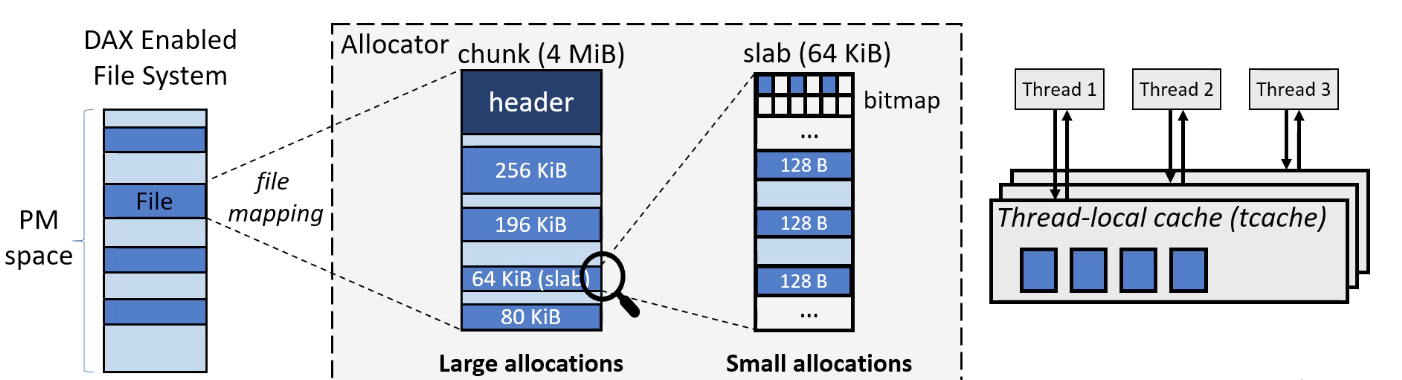 DAX Enabled
File System
PM
space
File
file
mapping
Allocator
chunk (4 MiB)
header
256 KiB
196 KiB
64 KiB (slab)
80 KiB
Large allocations
slab (64 KiB)
bitmap
...
128 B
128 B
128 B
...
Small allocations
Thread 1
Thread 2
Thread 3
Thread-local cache (tcache)